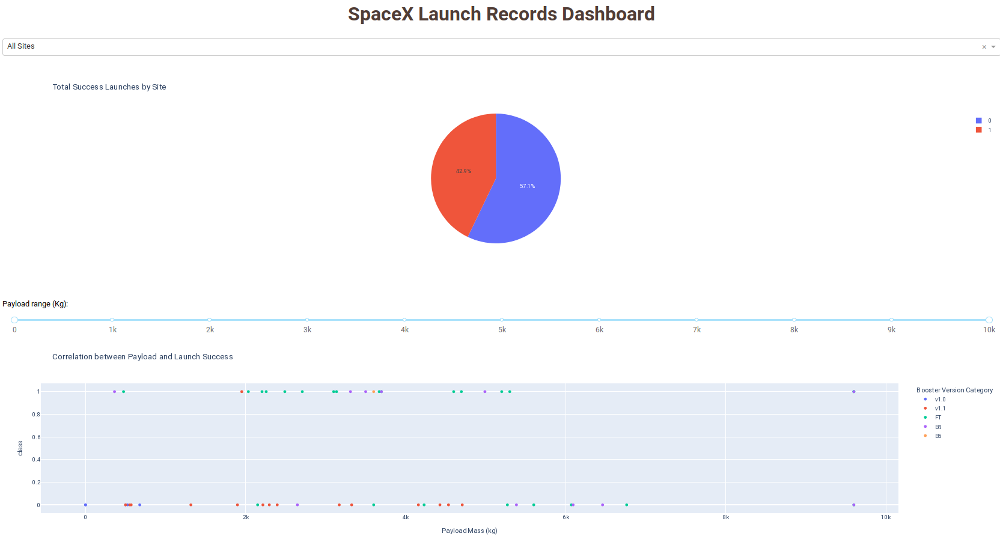 SpaceX Launch Records Dashboard
All Sites
×
Total Success Launches by Site
0
1
42.9%
57.1%
Payload range (Kg):
0 1k 2k 3k 4k 5k 6k 7k 8k 9k 10k
Correlation between Payload and Launch Success
Booster Version Category
v1.0
v1.1
FT
B4
B5
1
0.8
0.6
0.4
0.2
0
class
0 2k 4k 6k 8k 10k
Payload Mass (kg)